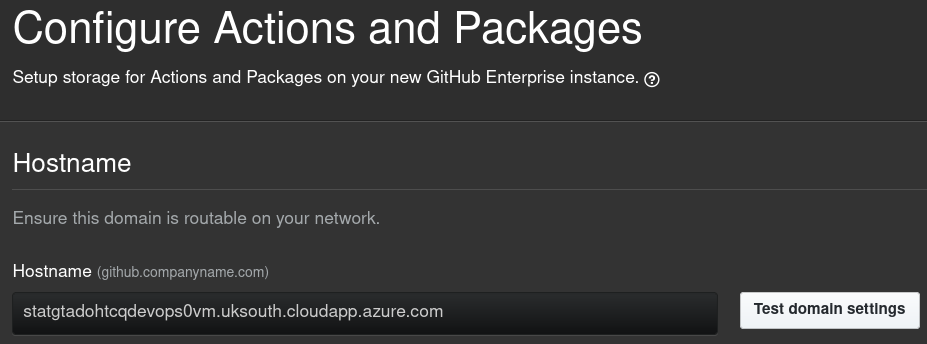 Configure Actions and Packages
Setup storage for Actions and Packages on your new GitHub Enterprise instance. ?
Hostname
Ensure this domain is routable on your network.
Hostname (github.companyname.com)
statgtadohtcqdevops0vm.uksouth.cloudapp.azure.com
Test domain settings